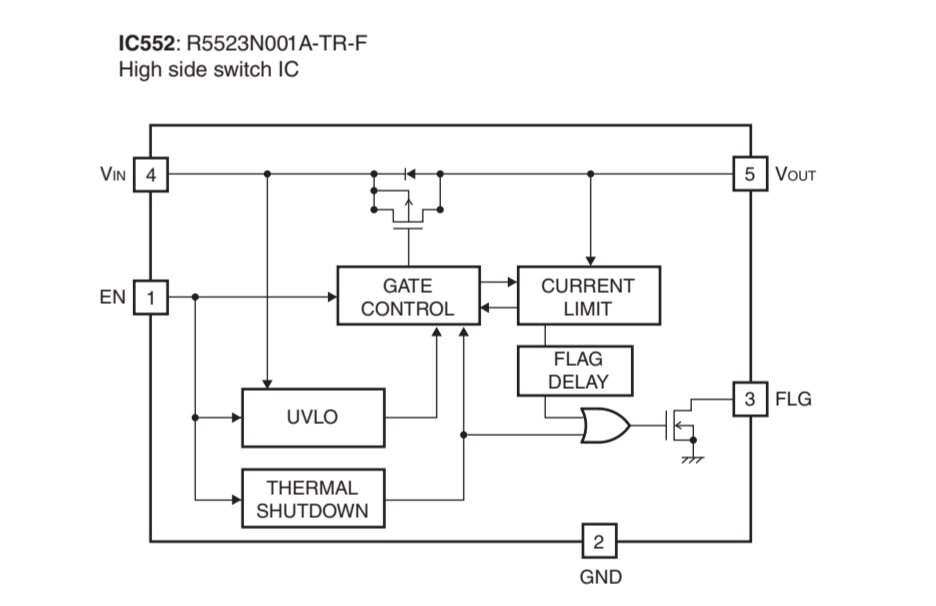 IC552: R5523N001A-TR-F
High side switch IC
VIN 4
5 VOUT
EN 1
GATE
CONTROL
CURRENT
LIMIT
FLAG
DELAY
3 FLG
UVLO
THERMAL
SHUTDOWN
2
GND